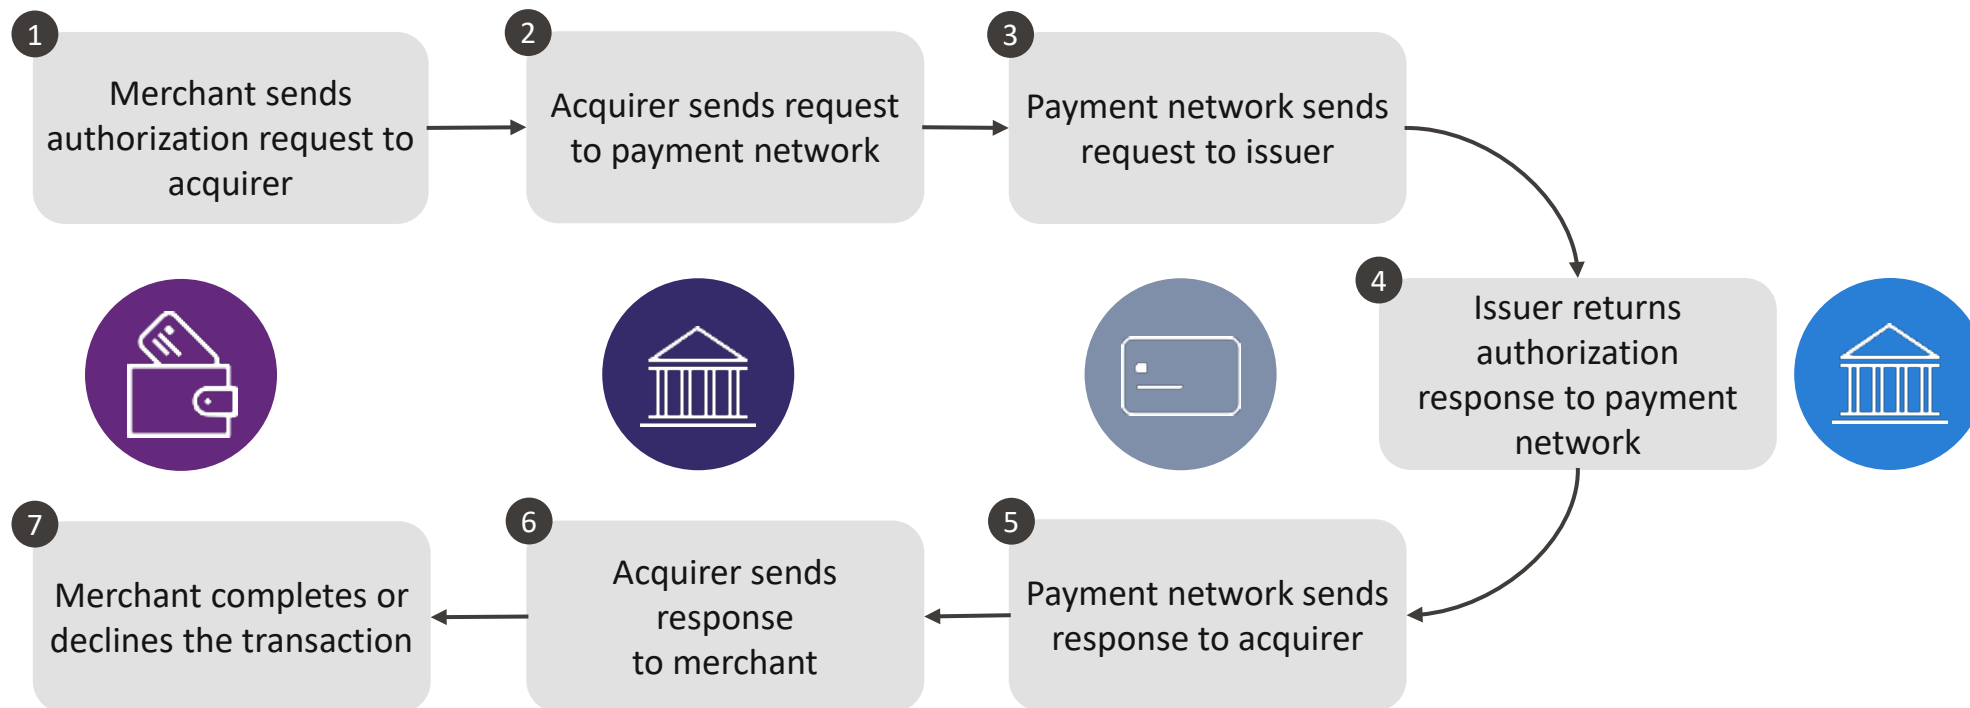 1
Merchant sends
authorization request to
acquirer
2
Acquirer sends request
to payment network
3
Payment network sends
request to issuer
4
Issuer returns
authorization
response to payment
network
5
Payment network sends
response to acquirer
6
Acquirer sends
response
to merchant
7
Merchant completes or
declines the transaction